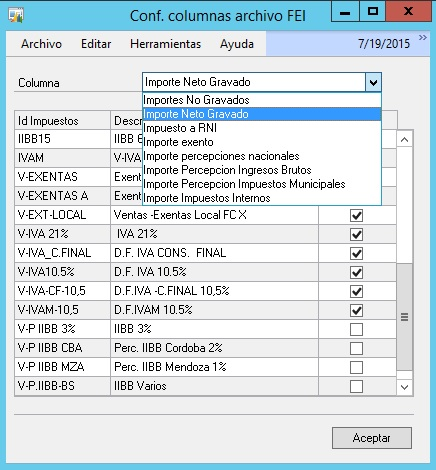 Conf. columnas archivo FEI
Archivo Editar Herramientas Ayuda 7/19/2015
Columna Importe Neto Gravado
Importes No Gravados
Importe Neto Gravado
Impuesto a RNI
Importe exento
Importe percepciones nacionales
Importe Percepcion Ingresos Brutos
Importe Percepcion Impuestos Municipales
Importe Impuestos Internos
Id Impuestos Descr
IIBB15 IIBB 6
IVAM V-IVA
V-EXENTAS Exent
V-EXENTAS A Exent
V-EXT-LOCAL Ventas -Exentas Local FC X
V-IVA 21% IVA 21%
V-IVA_C.FINAL D.F. IVA CONS. FINAL
V-IVA10.5% D.F. IVA 10.5%
V-IVA-CF-10,5 D.F.IVA -C.FINAL 10,5%
V-IVAM-10,5 D.F.IVAM 10.5%
V-P IIBB 3% IIBB 3%
V-P IIBB CBA Perc. IIBB Cordoba 2%
V-P IIBB MZA Perc. IIBB Mendoza 1%
V-P.IIBB-BS IIBB Varios
Aceptar